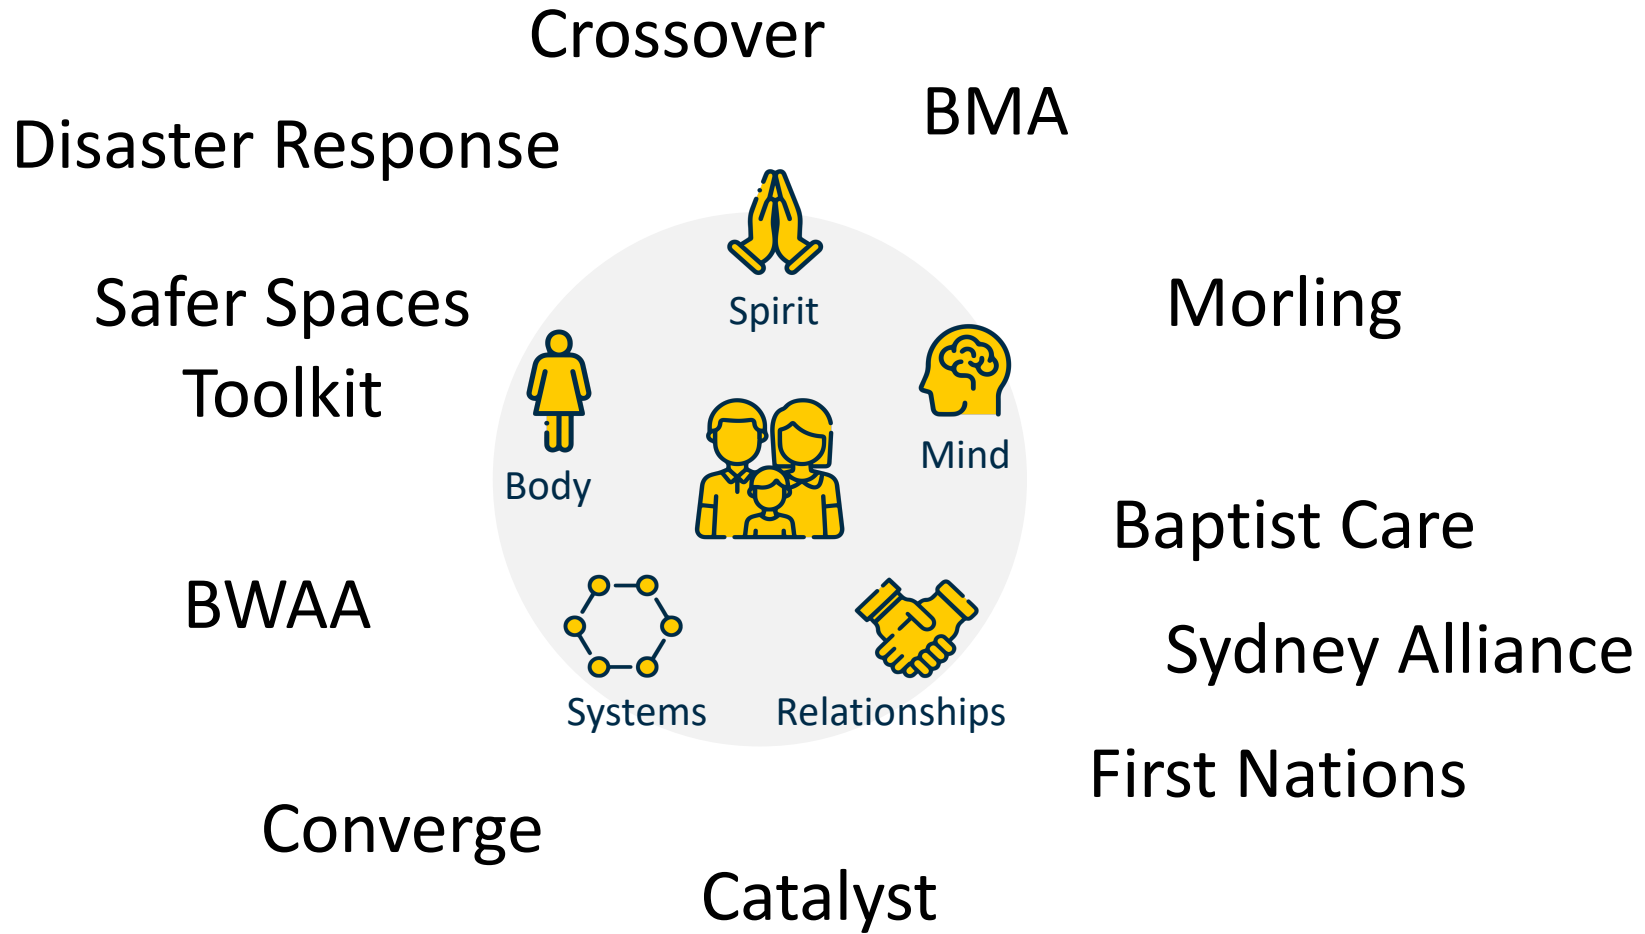 Crossover
BMA
Disaster Response
Safer Spaces
Toolkit
Spirit
Morling
Body
Mind
Baptist Care
BWAA
Sydney Alliance
Systems
Relationships
First Nations
Converge
Catalyst